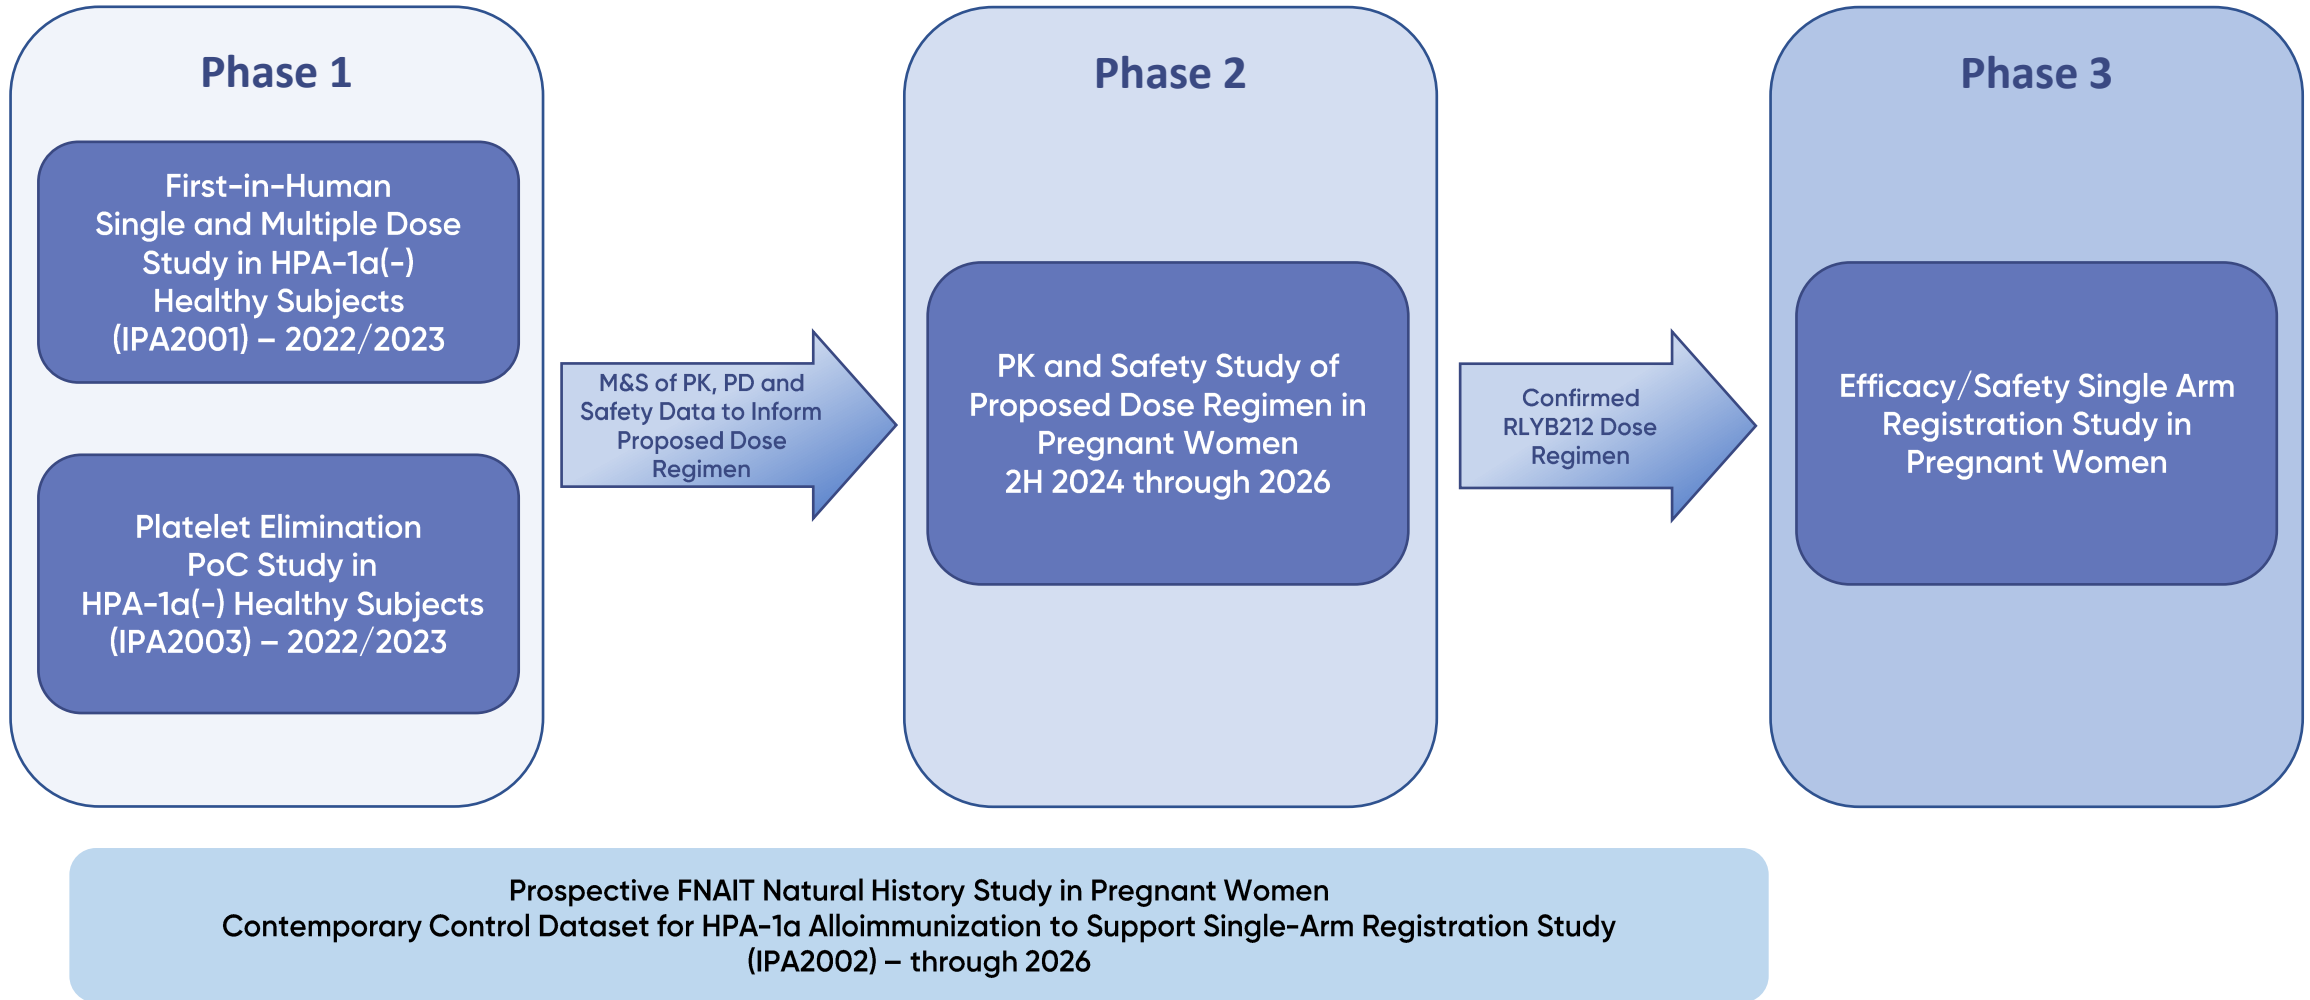 Phase 1
First-in-Human
Single and Multiple Dose
Study in HPA-1a(-)
Healthy Subjects
(IPA2001) – 2022/2023
Platelet Elimination
PoC Study in
HPA-1a(-) Healthy Subjects
(IPA2003) – 2022/2023
M&S of PK, PD and
Safety Data to Inform
Proposed Dose
Regimen
Phase 2
PK and Safety Study of
Proposed Dose Regimen in
Pregnant Women
2H 2024 through 2026
Confirmed
RLYB212 Dose
Regimen
Phase 3
Efficacy/Safety Single Arm
Registration Study in
Pregnant Women
Prospective FNAIT Natural History Study in Pregnant Women
Contemporary Control Dataset for HPA-1a Alloimmunization to Support Single-Arm Registration Study
(IPA2002) – through 2026